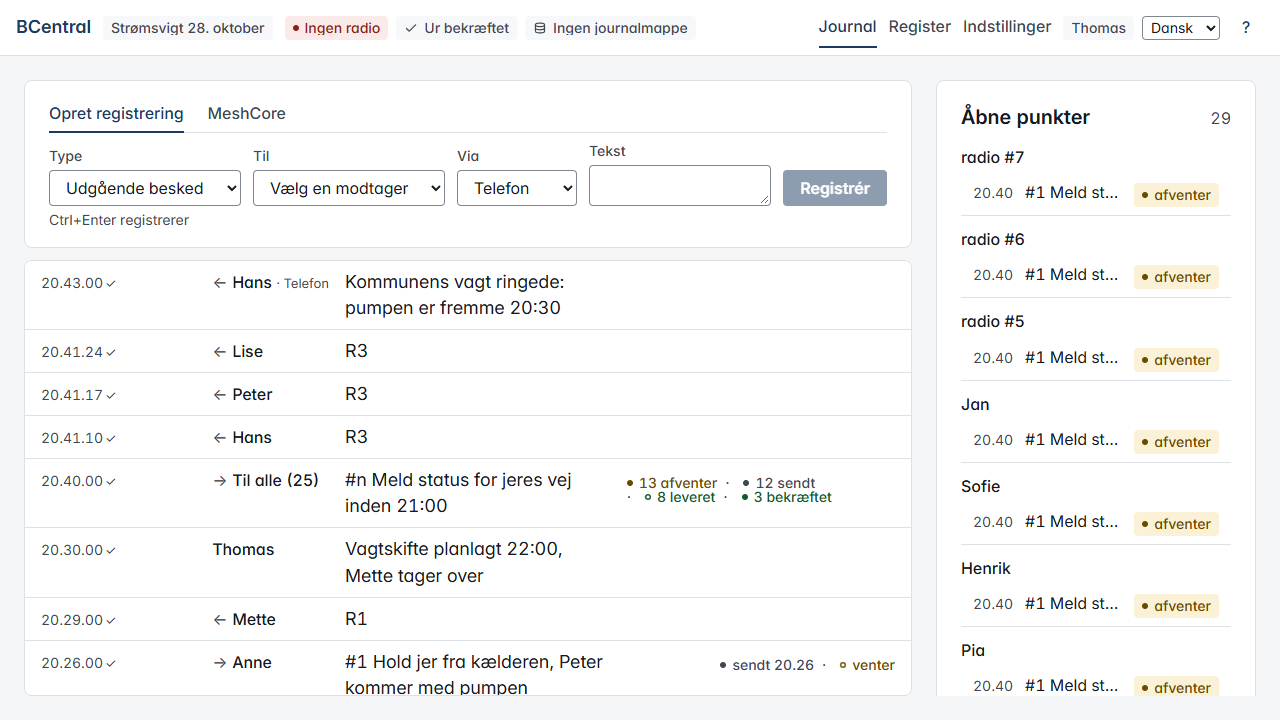 BCentral Strømsvigt 28. oktober Ingen radio Ur bekræftet Ingen journalmappe Journal Register Indstillinger Thomas Dansk ?
Opret registrering MeshCore
Type Til Via Tekst
Udgående besked Vælg en modtager Telefon Registrér
Ctrl+Enter registrerer
20.43.00 ✓ ← Hans · Telefon Kommunens vagt ringede:
pumpen er fremme 20:30
20.41.24 ✓ ← Lise R3
20.41.17 ✓ ← Peter R3
20.41.10 ✓ ← Hans R3
20.40.00 ✓ → Til alle (25) #n Meld status for jeres vej
inden 21:00
13 afventer · 12 sendt
· 8 leveret · 3 bekræftet
20.30.00 ✓ Thomas Vagtskifte planlagt 22:00,
Mette tager over
20.29.00 ✓ ← Mette R1
20.26.00 ✓ → Anne #1 Hold jer fra kælderen, Peter
kommer med pumpen
sendt 20.26 · venter
Åbne punkter 29
radio #7
20.40 #1 Meld st... afventer
radio #6
20.40 #1 Meld st... afventer
radio #5
20.40 #1 Meld st... afventer
Jan
20.40 #1 Meld st... afventer
Sofie
20.40 #1 Meld st... afventer
Henrik
20.40 #1 Meld st... afventer
Pia
20.40 #1 Meld st... afventer